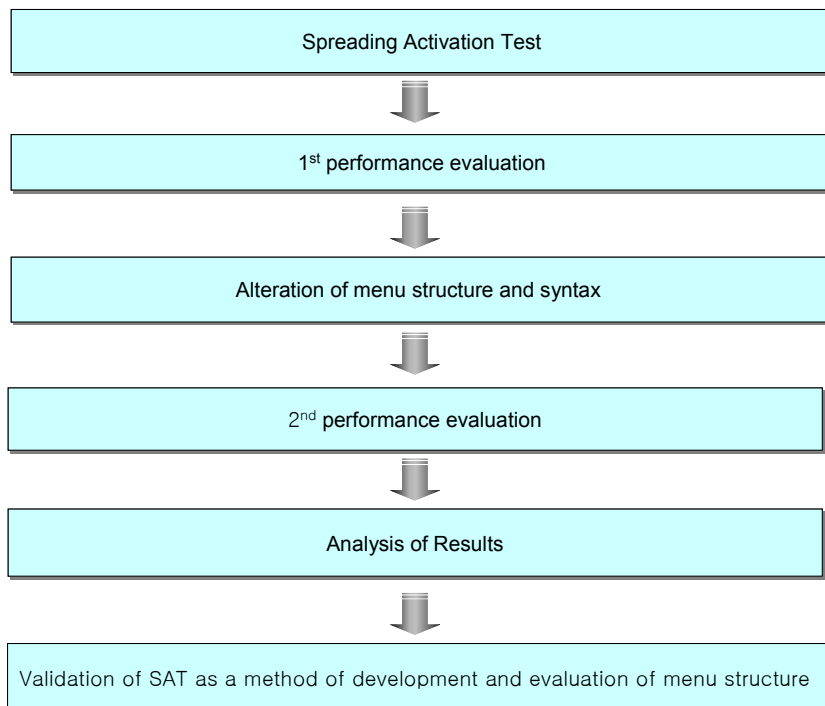 Spreading Activation Test
1st performance evaluation
Alteration of menu structure and syntax
2nd performance evaluation
Analysis of Results
Validation of SAT as a method of development and evaluation of menu structure